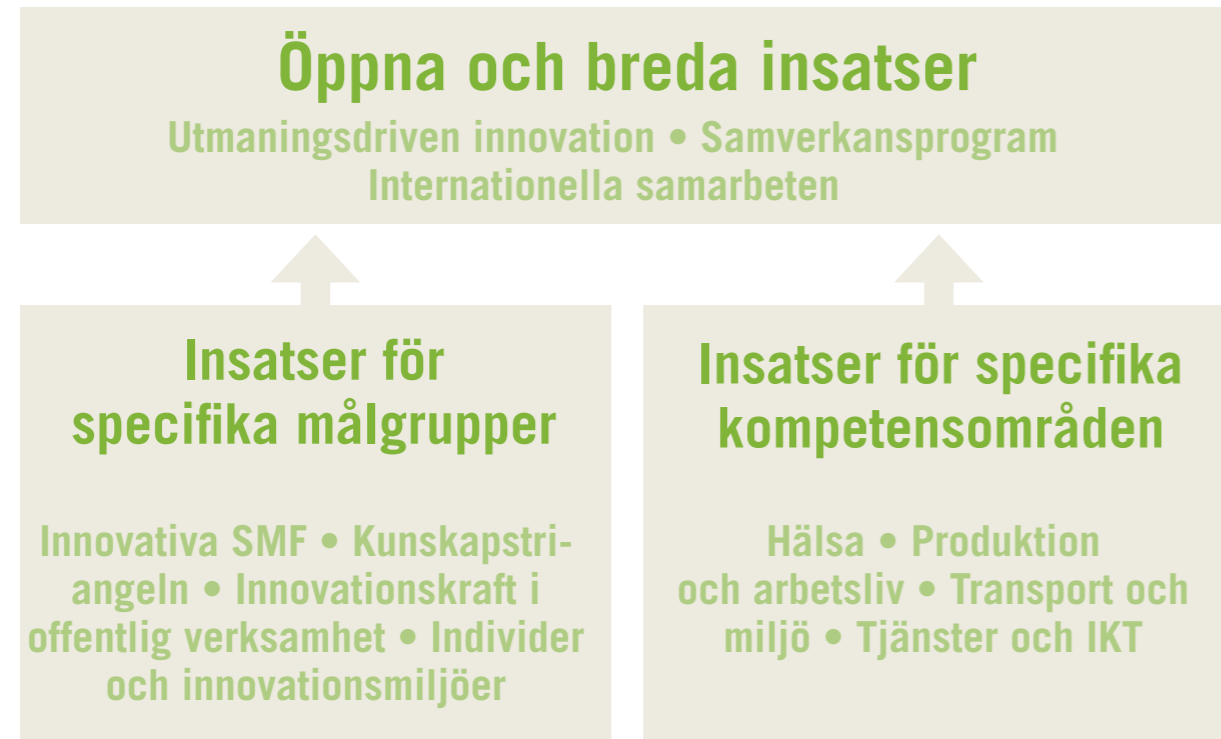 Öppna och breda insatser
Utmaningsdriven innovation • Samverkansprogram
Internationella samarbeten
Insatser för
specifika målgrupper
Innovativa SMF • Kunskapstri-
angeln • Innovationskraft i
offentlig verksamhet • Individer
och innovationsmiljöer
Insatser för specifika
kompetensområden
Hälsa • Produktion
och arbetsliv • Transport och
miljö • Tjänster och IKT